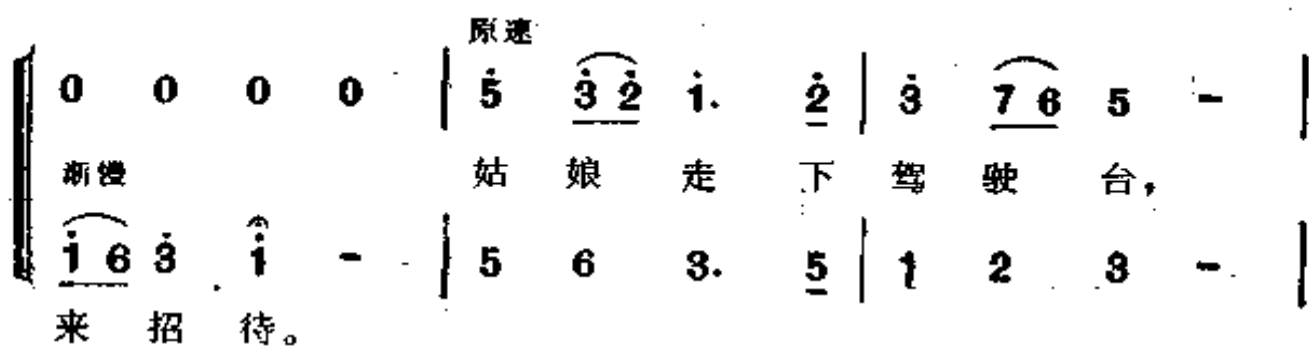 原速
0 0 0 0 | 5̇ 3̇ 2̇ 1̇. 2̇ | 3̇ 7 6 5 - |
渐慢
姑 娘 走 下 驾 驶 台，
1̇ 6 3̇ 1̇ - | 5 6 3. 5 | 1 2 3 - |
来 招 待。